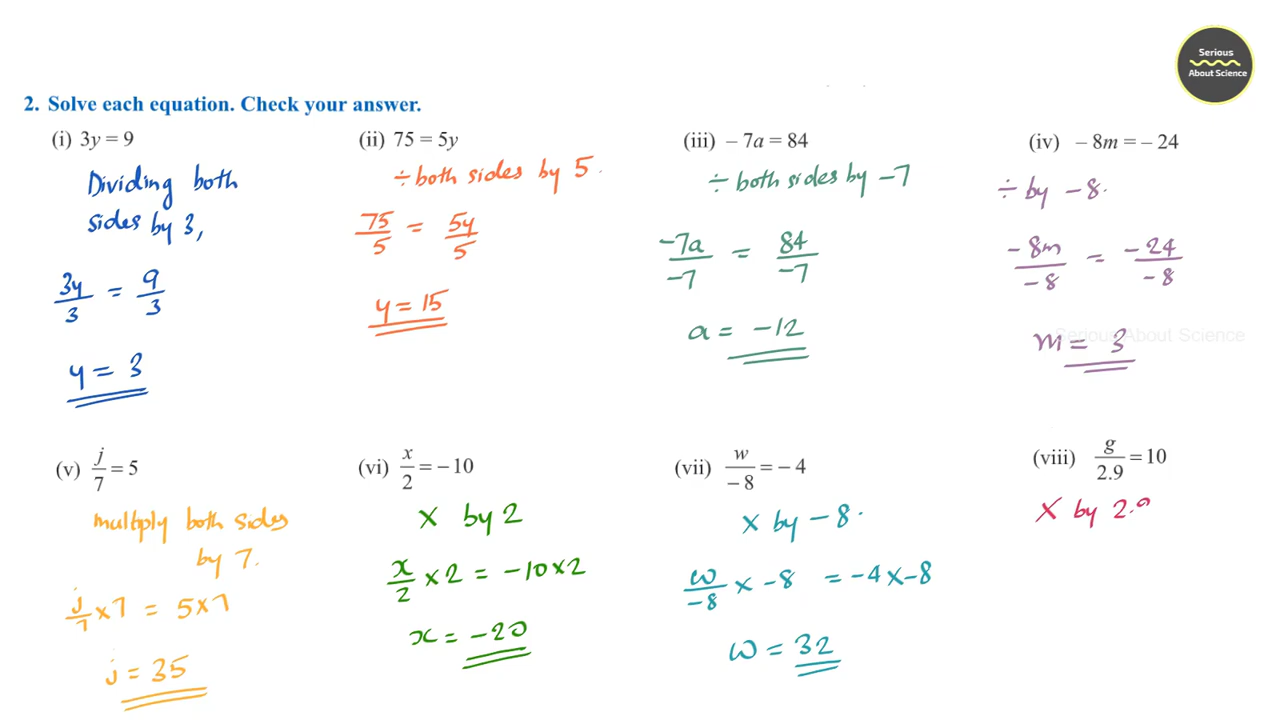 Serious
About Science
2. Solve each equation. Check your answer.
(i) 3y = 9
Dividing both
sides by 3,
3y/3 = 9/3
y = 3
(ii) 75 = 5y
÷ both sides by 5.
75/5 = 5y/5
y = 15
(iii) – 7a = 84
÷ both sides by -7
-7a/-7 = 84/-7
a = -12
(iv) – 8m = – 24
÷ by -8.
-8m/-8 = -24/-8
Serious About Science
m = 3
(v) j/7 = 5
multiply both sides
by 7.
j/7 × 7 = 5×7
j = 35
(vi) x/2 = – 10
× by 2
x/2 × 2 = -10×2
x = -20
(vii) w/– 8 = – 4
× by -8.
w/-8 × -8 = -4 × -8
w = 32
(viii) g/2.9 = 10
× by 2.9